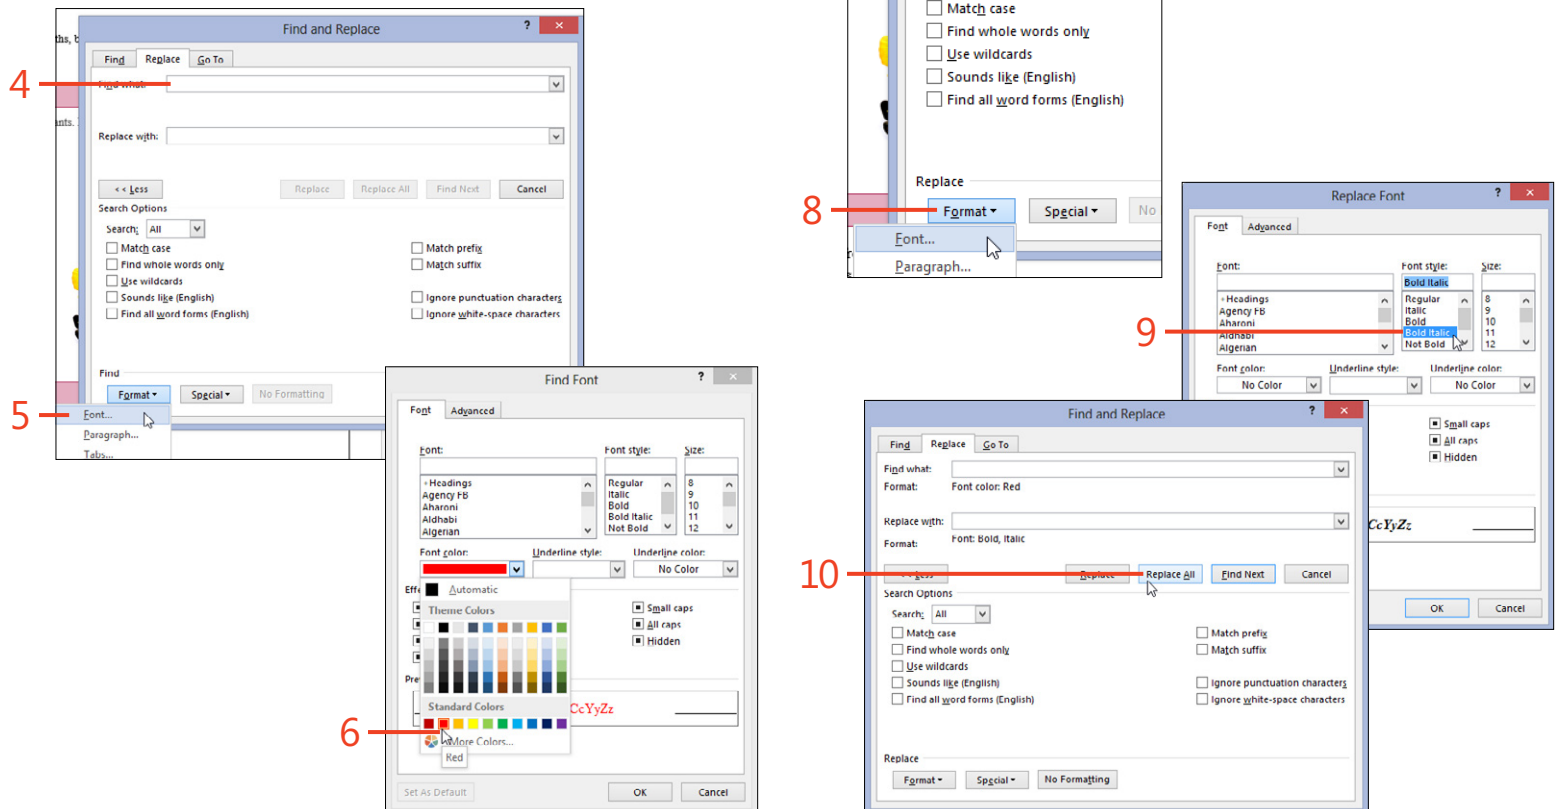 Find and Replace ?
ths, b
Find Replace Go To
4
Find what:
ants.
Replace with:
<< Less Replace Replace All Find Next Cancel
Search Options
Search: All
Match case Match prefix
Find whole words only Match suffix
Use wildcards
Sounds like (English) Ignore punctuation characters
Find all word forms (English) Ignore white-space characters
Find
Format Special No Formatting
5
Font...
Paragraph...
Tabs...
Find Font ?
Font Advanced
Font: Font style: Size:
+Headings Regular 8
Agency FB Italic 9
Aharoni Bold 10
Aldhabi Bold Italic 11
Algerian Not Bold 12
Font color: Underline style: Underline color:
No Color
Effe
Automatic
Theme Colors
Small caps
All caps
Hidden
Pre
Standard Colors
CcYyZz
6
More Colors...
Red
Set As Default OK Cancel
Match case
Find whole words only
Use wildcards
Sounds like (English)
Find all word forms (English)
Replace
8
Format Special No
Font...
Paragraph...
Replace Font ?
Font Advanced
Font: Font style: Size:
Bold Italic
+Headings Regular 8
Agency FB Italic 9
Aharoni Bold 10
9
Aldhabi Bold Italic 11
Algerian Not Bold 12
Font color: Underline style: Underline color:
No Color No Color
Small caps
All caps
Hidden
CcYyZz
OK Cancel
Find and Replace ?
Find Replace Go To
Find what:
Format: Font color: Red
Replace with:
Format: Font: Bold, Italic
10
<< Less Replace Replace All Find Next Cancel
Search Options
Search: All
Match case Match prefix
Find whole words only Match suffix
Use wildcards
Sounds like (English) Ignore punctuation characters
Find all word forms (English) Ignore white-space characters
Replace
Format Special No Formatting